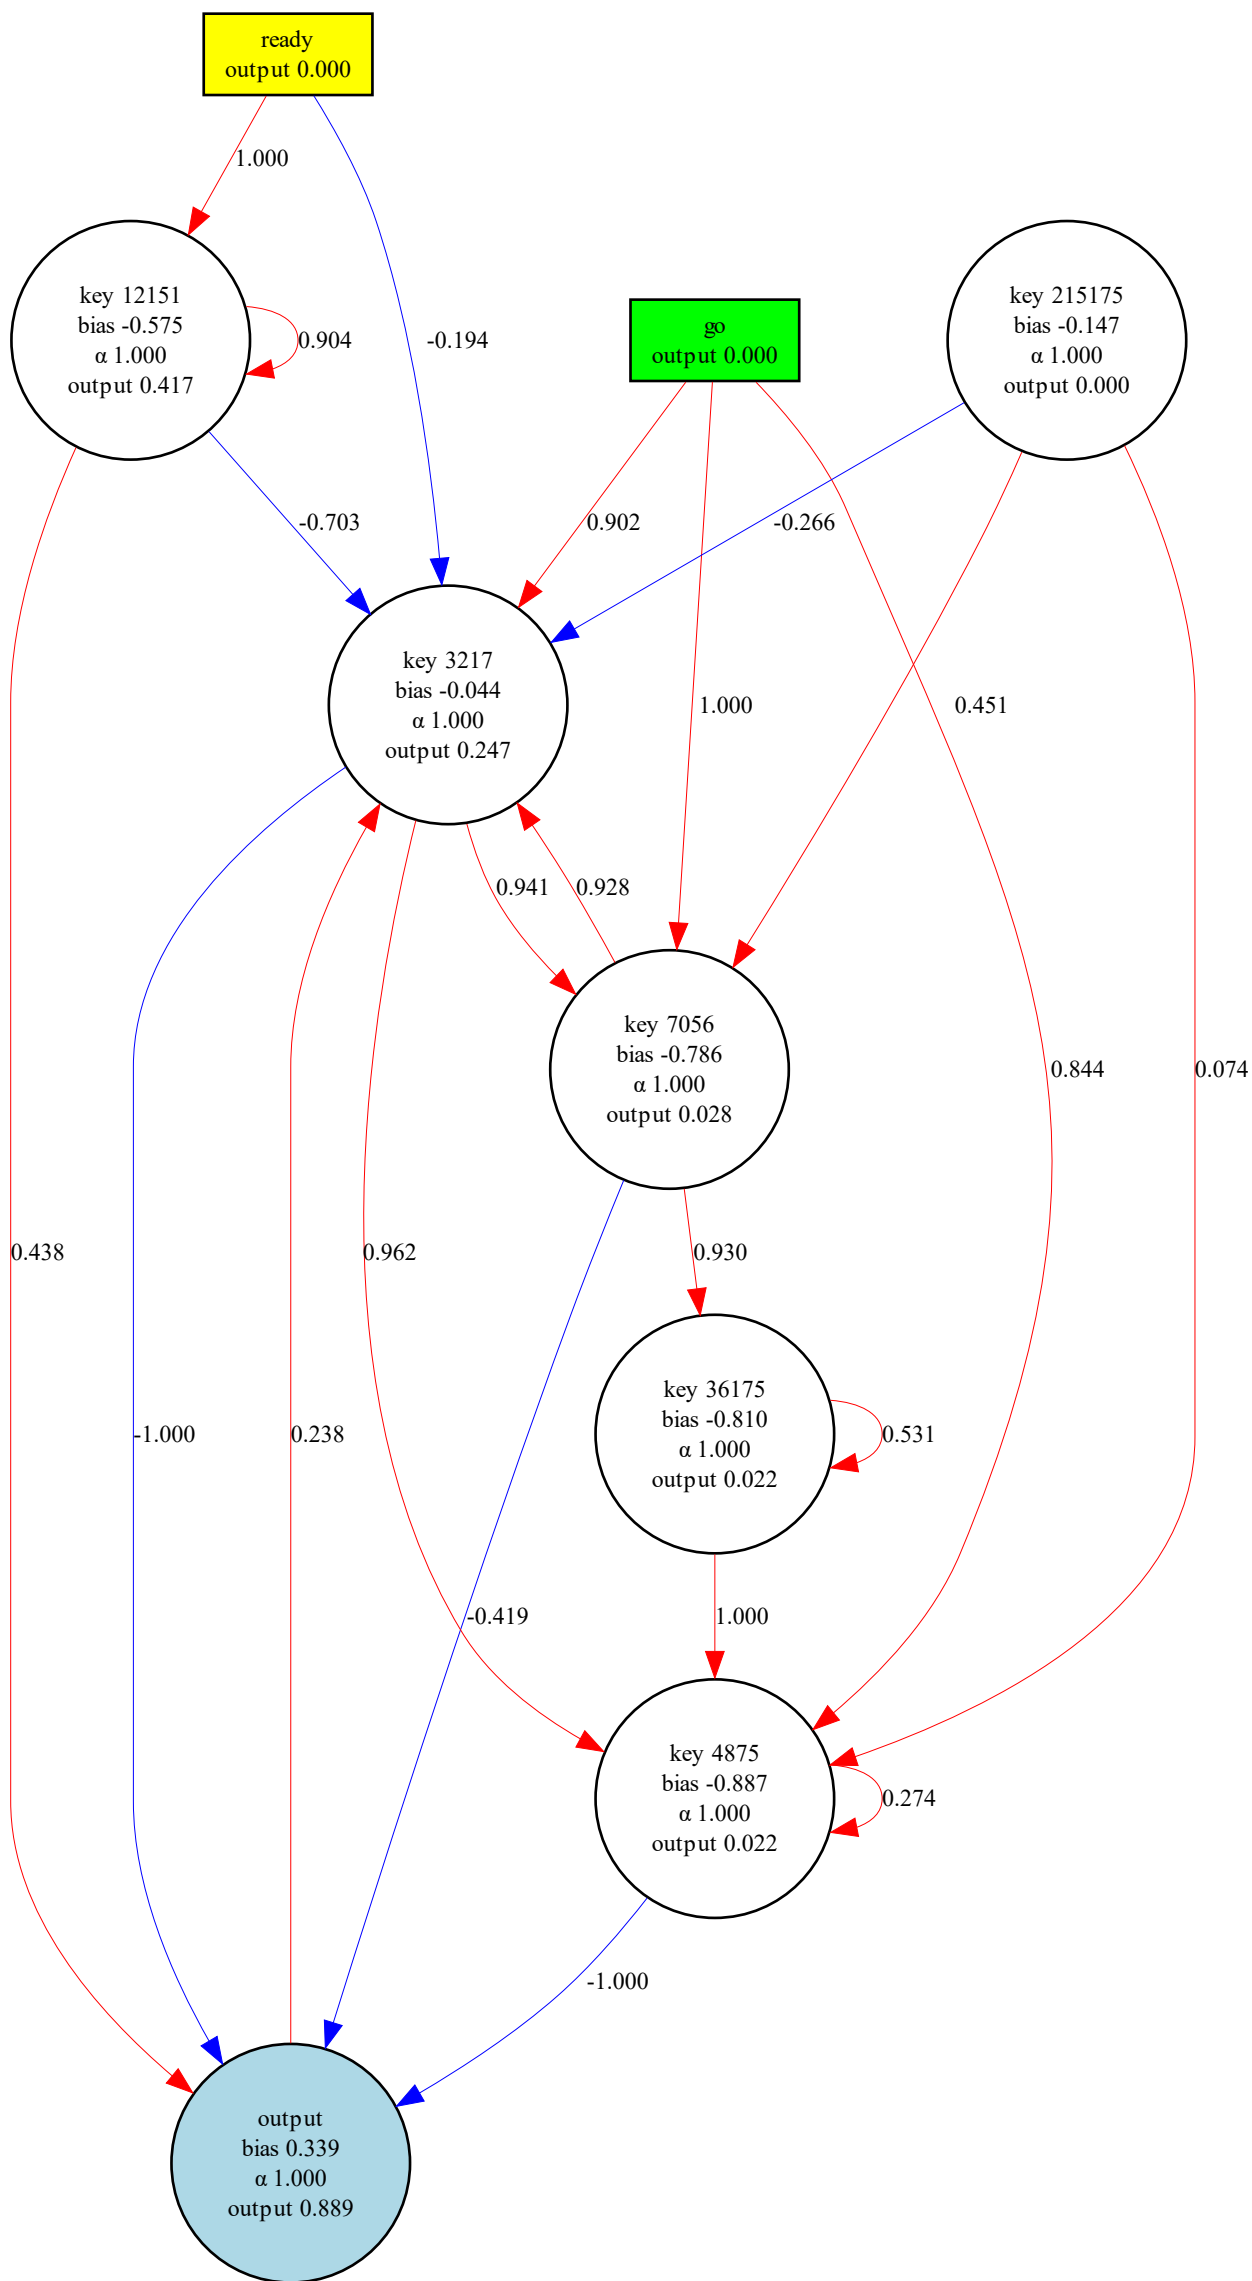 ready
output 0.000
1.000
key 12151
bias -0.575
α 1.000
output 0.417
0.904
-0.194
go
output 0.000
key 215175
bias -0.147
α 1.000
output 0.000
-0.703
0.902
-0.266
key 3217
bias -0.044
α 1.000
output 0.247
1.000
0.451
0.941
0.928
key 7056
bias -0.786
α 1.000
output 0.028
0.844
0.074
0.438
0.962
0.930
key 36175
bias -0.810
α 1.000
output 0.022
0.531
-1.000
0.238
-0.419
1.000
key 4875
bias -0.887
α 1.000
output 0.022
0.274
-1.000
output
bias 0.339
α 1.000
output 0.889